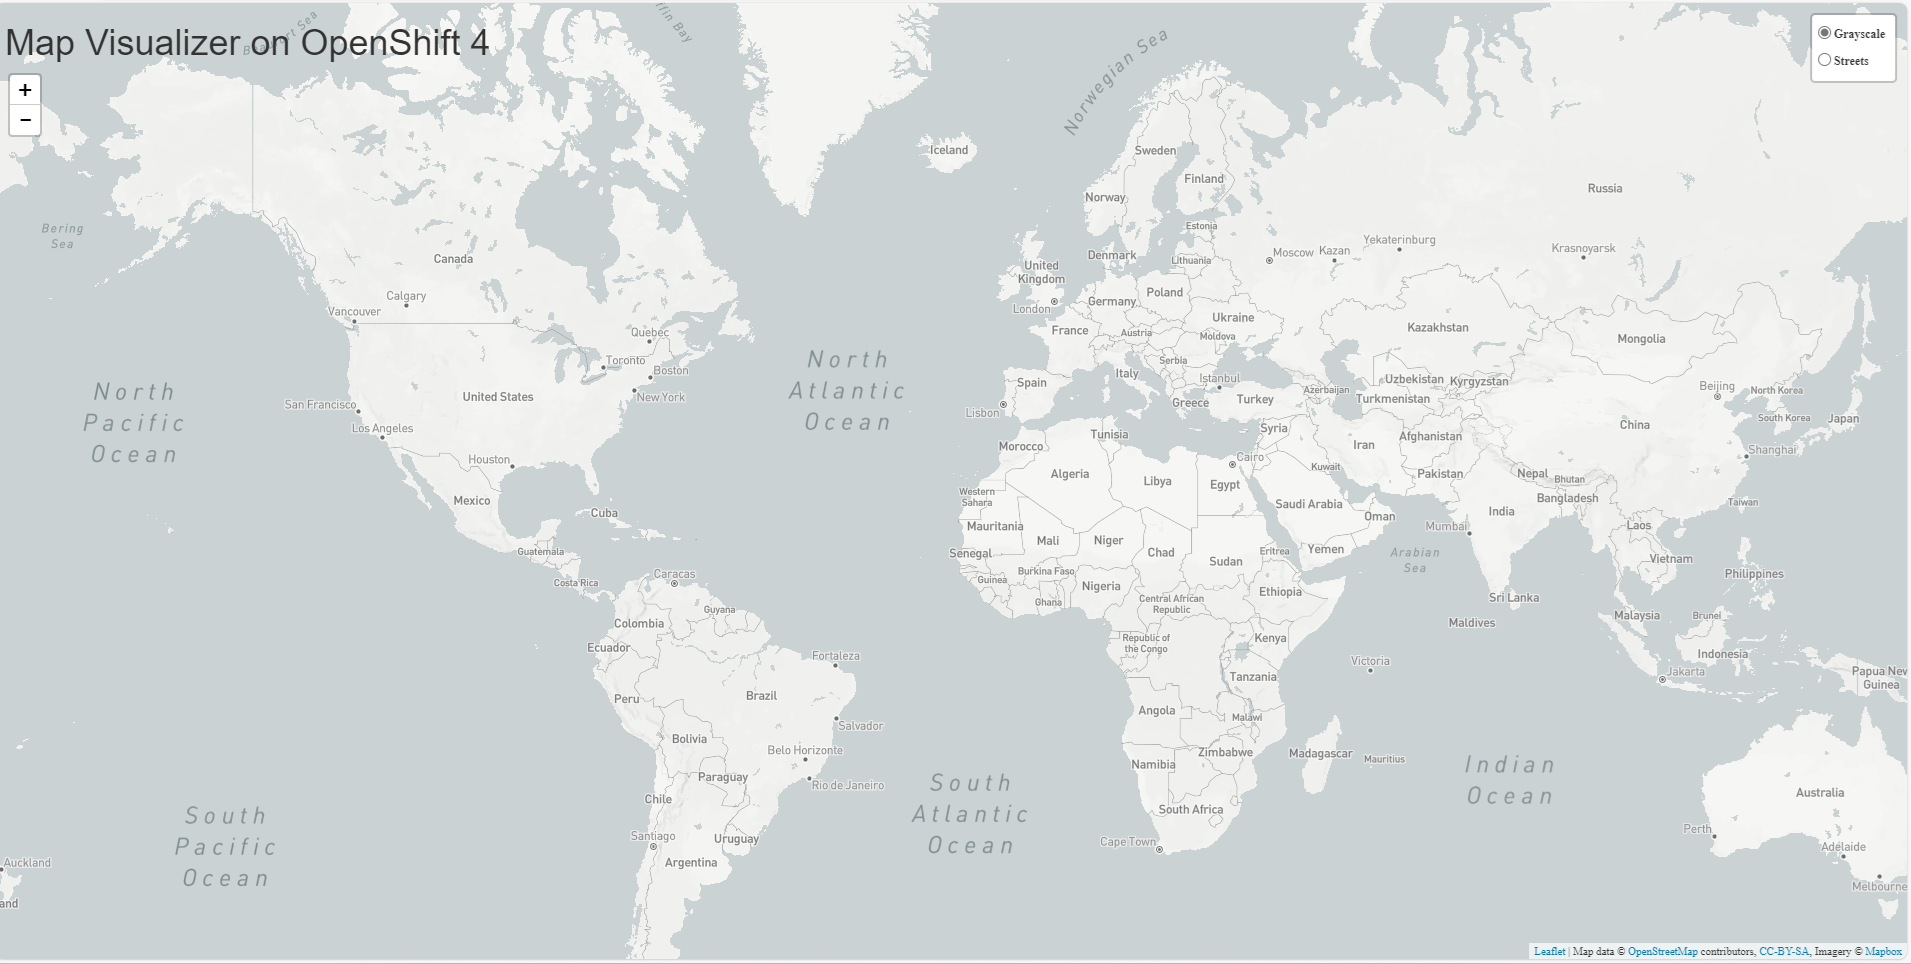 Beaufort Sea
ffin Bay
Map Visualizer on OpenShift 4
Grayscale
Streets
+
−
Norwegian Sea
Iceland
Sweden
Finland
Norway
Russia
Estonia
Bering
Sea
Canada
Denmark
Lithuania
Moscow
Kazan
Yekaterinburg
Krasnoyarsk
United
Kingdom
London
Germany
Poland
Ukraine
Calgary
Vancouver
France
Austria
Moldova
Kazakhstan
Mongolia
Quebec
Toronto
Boston
New York
United States
San Francisco
Los Angeles
Houston
North
Pacific
Ocean
North
Atlantic
Ocean
Spain
Lisbon
Italy
Serbia
Istanbul
Greece
Turkey
Azerbaijan
Uzbekistan
Kyrgyzstan
Turkmenistan
Beijing
North Korea
South Korea
Japan
China
Shanghai
Morocco
Tunisia
Syria
Iran
Afghanistan
Algeria
Libya
Cairo
Egypt
Kuwait
Pakistan
Nepal
Bhutan
Bangladesh
Mexico
Cuba
Western
Sahara
Saudi Arabia
Oman
India
Mumbai
Taiwan
Laos
Mauritania
Mali
Niger
Chad
Sudan
Eritrea
Yemen
Arabian
Sea
Vietnam
Philippines
Guatemala
Senegal
Costa Rica
Caracas
Guinea
Burkina Faso
Nigeria
Ghana
Central African
Republic
Ethiopia
Sri Lanka
Maldives
Malaysia
Brunei
Guyana
Colombia
Ecuador
Fortaleza
Republic of
the Congo
Kenya
Victoria
Indonesia
Jakarta
Papua New
Guinea
Peru
Brazil
Tanzania
Salvador
Angola
Malawi
Bolivia
Belo Horizonte
Zimbabwe
Madagascar
Mauritius
Namibia
Paraguay
Rio de Janeiro
Chile
South
Atlantic
Ocean
Indian
Ocean
Australia
South Africa
Cape Town
South
Pacific
Ocean
Santiago
Uruguay
Argentina
Perth
Adelaide
Melbourne
Auckland
and
Leaflet | Map data © OpenStreetMap contributors, CC-BY-SA, Imagery © Mapbox